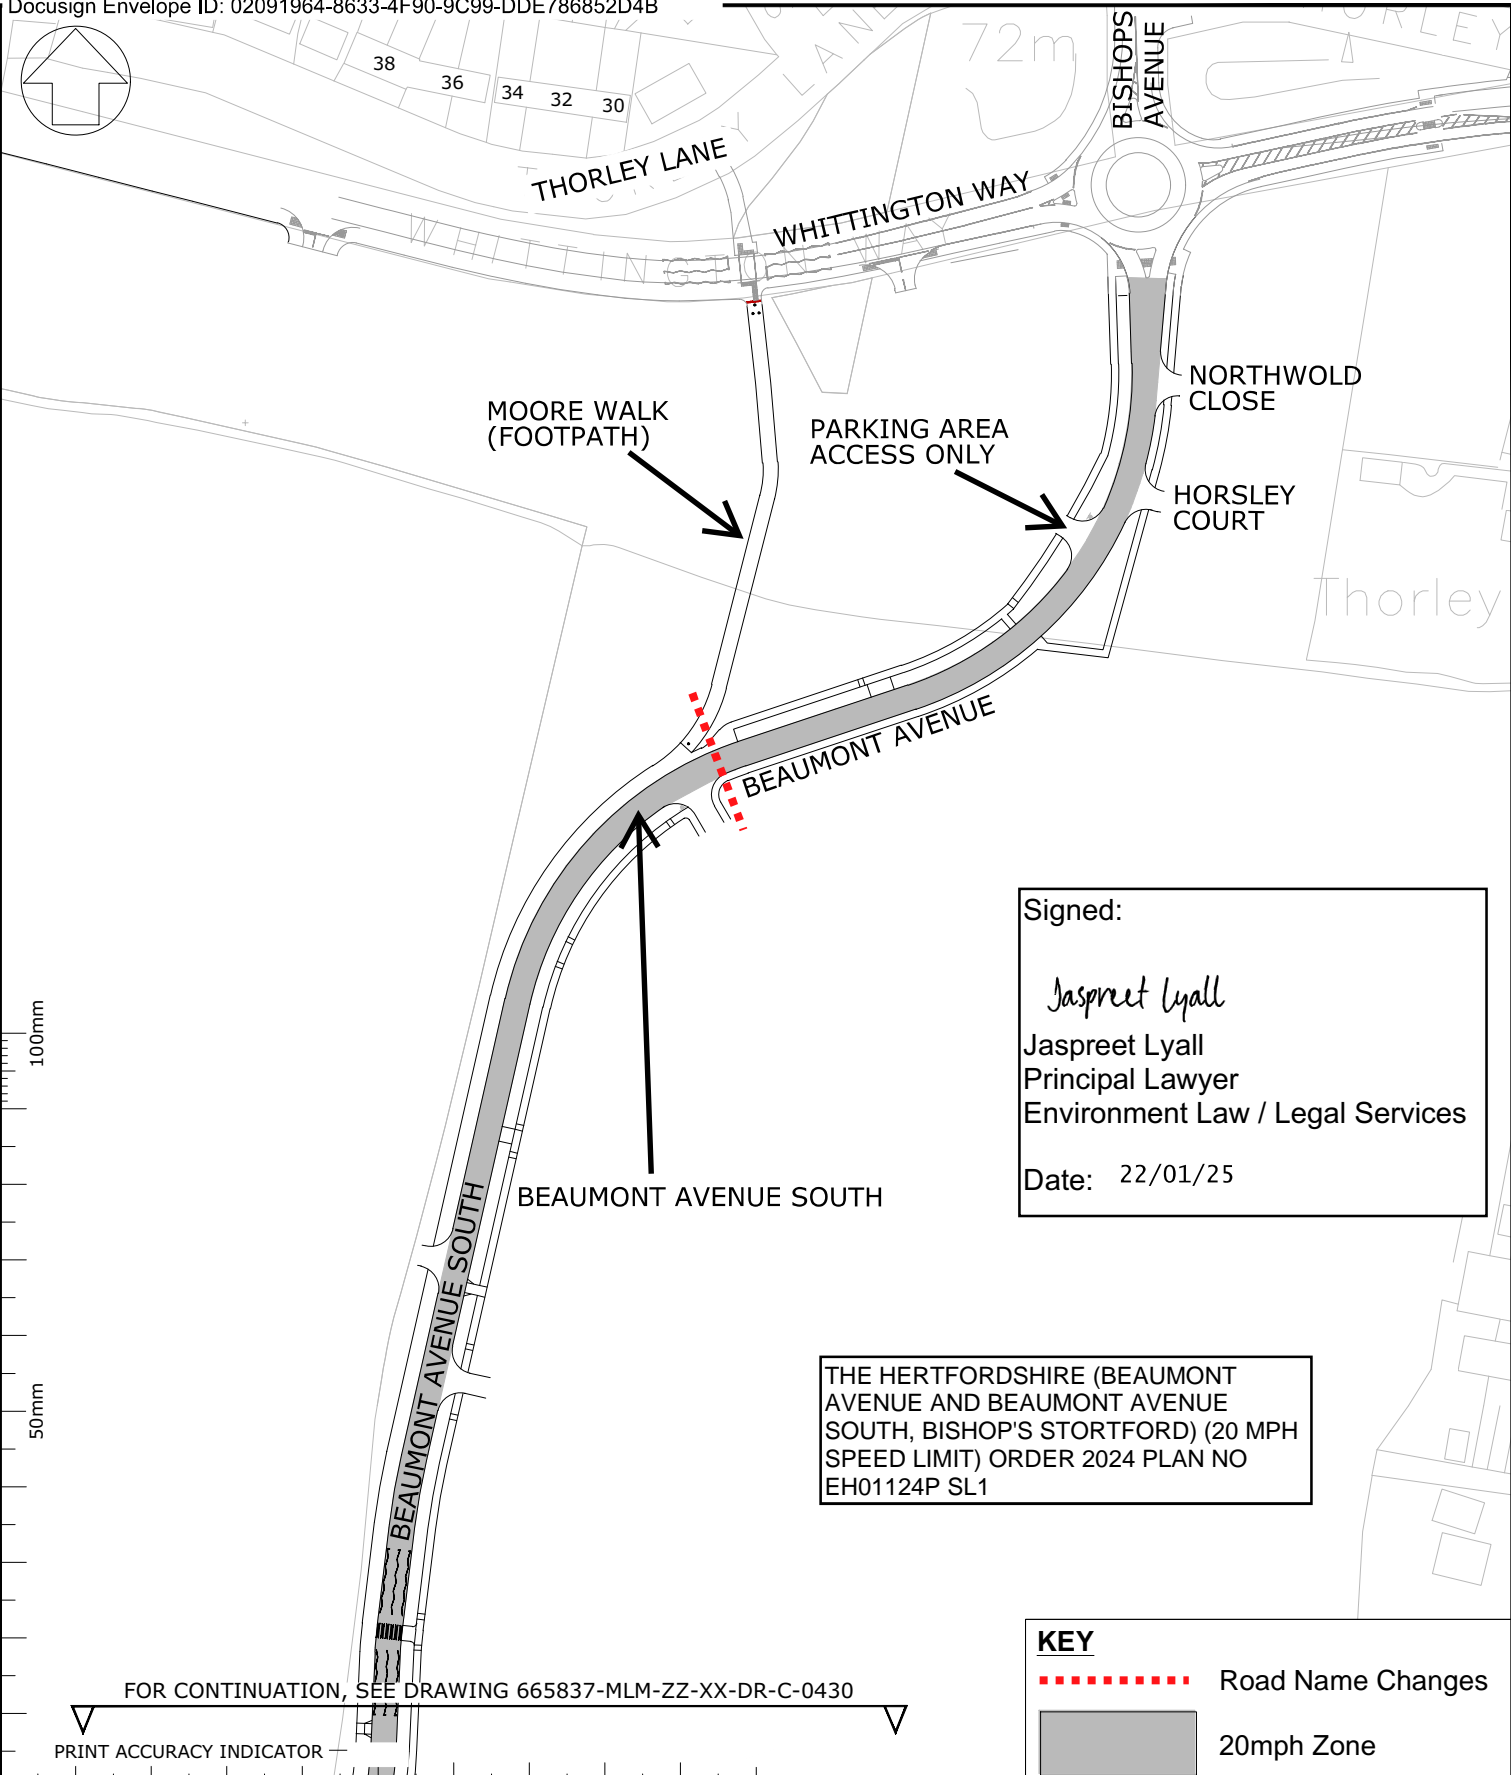 Docusign Envelope ID: 02091964-8633-4F90-9C99-DDE786852D4B
38
36
34
32
30
72m
LANE
BISHOPS
AVENUE
THORLEY LANE
WHITTINGTON WAY
WHITTINGTON WAY
NORTHWOLD
CLOSE
MOORE WALK
(FOOTPATH)
PARKING AREA
ACCESS ONLY
HORSLEY
COURT
Thorley
BEAUMONT AVENUE
Signed:
Jaspreet Lyall
Jaspreet Lyall
Principal Lawyer
Environment Law / Legal Services
Date: 22/01/25
100mm
BEAUMONT AVENUE SOUTH
BEAUMONT AVENUE SOUTH
THE HERTFORDSHIRE (BEAUMONT
AVENUE AND BEAUMONT AVENUE
SOUTH, BISHOP'S STORTFORD) (20 MPH
SPEED LIMIT) ORDER 2024 PLAN NO
EH01124P SL1
50mm
KEY
Road Name Changes
20mph Zone
FOR CONTINUATION, SEE DRAWING 665837-MLM-ZZ-XX-DR-C-0430
PRINT ACCURACY INDICATOR